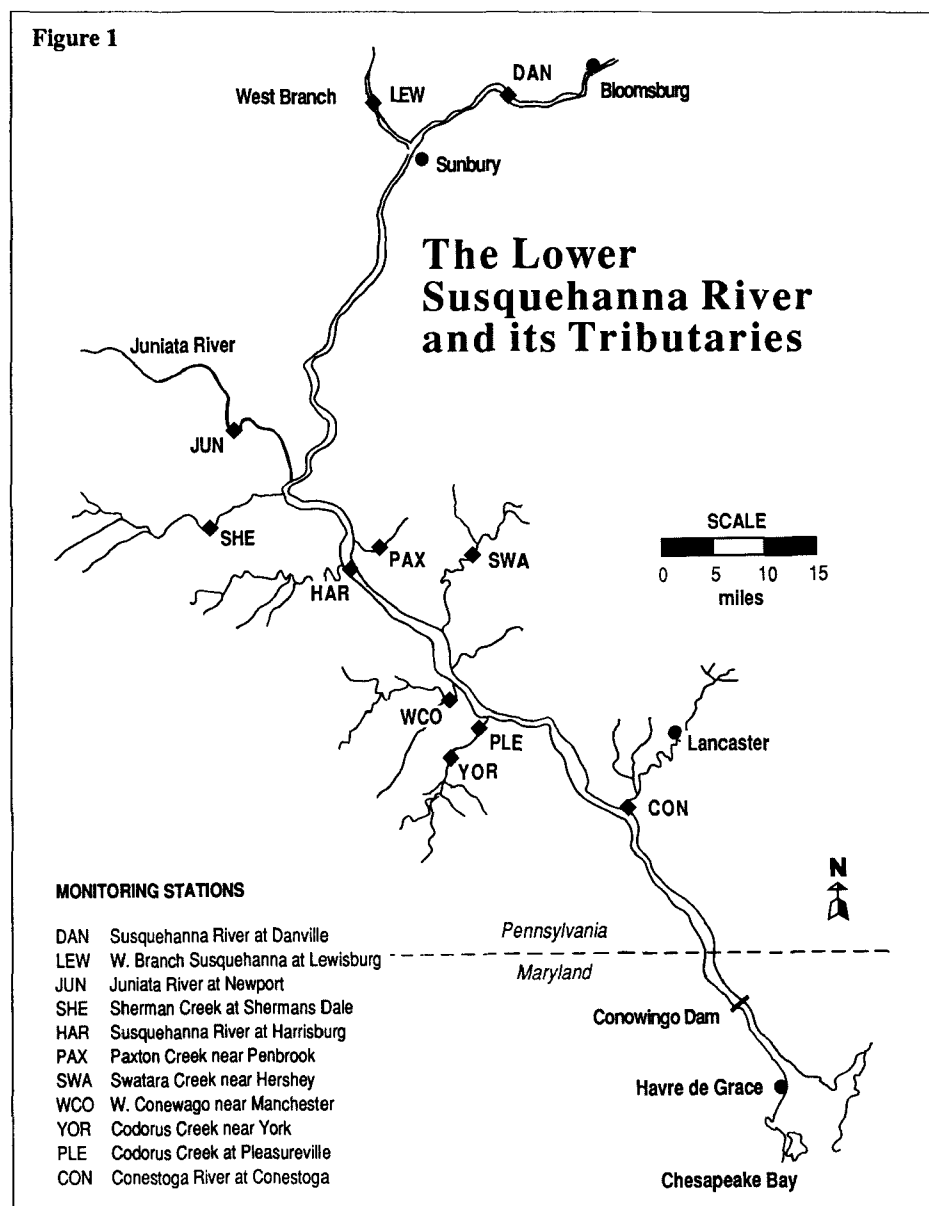 Figure 1
DAN
Bloomsburg
West Branch
LEW
Sunbury
The Lower
Susquehanna River
and its Tributaries
Juniata River
JUN
SHE
PAX
SWA
HAR
SCALE
0 5 10 15
miles
WCO
PLE
YOR
Lancaster
CON
N
MONITORING STATIONS
DAN Susquehanna River at Danville
LEW W. Branch Susquehanna at Lewisburg
JUN Juniata River at Newport
SHE Sherman Creek at Shermans Dale
HAR Susquehanna River at Harrisburg
PAX Paxton Creek near Penbrook
SWA Swatara Creek near Hershey
WCO W. Conewago near Manchester
YOR Codorus Creek near York
PLE Codorus Creek at Pleasureville
CON Conestoga River at Conestoga
Pennsylvania
Maryland
Conowingo Dam
Havre de Grace
Chesapeake Bay